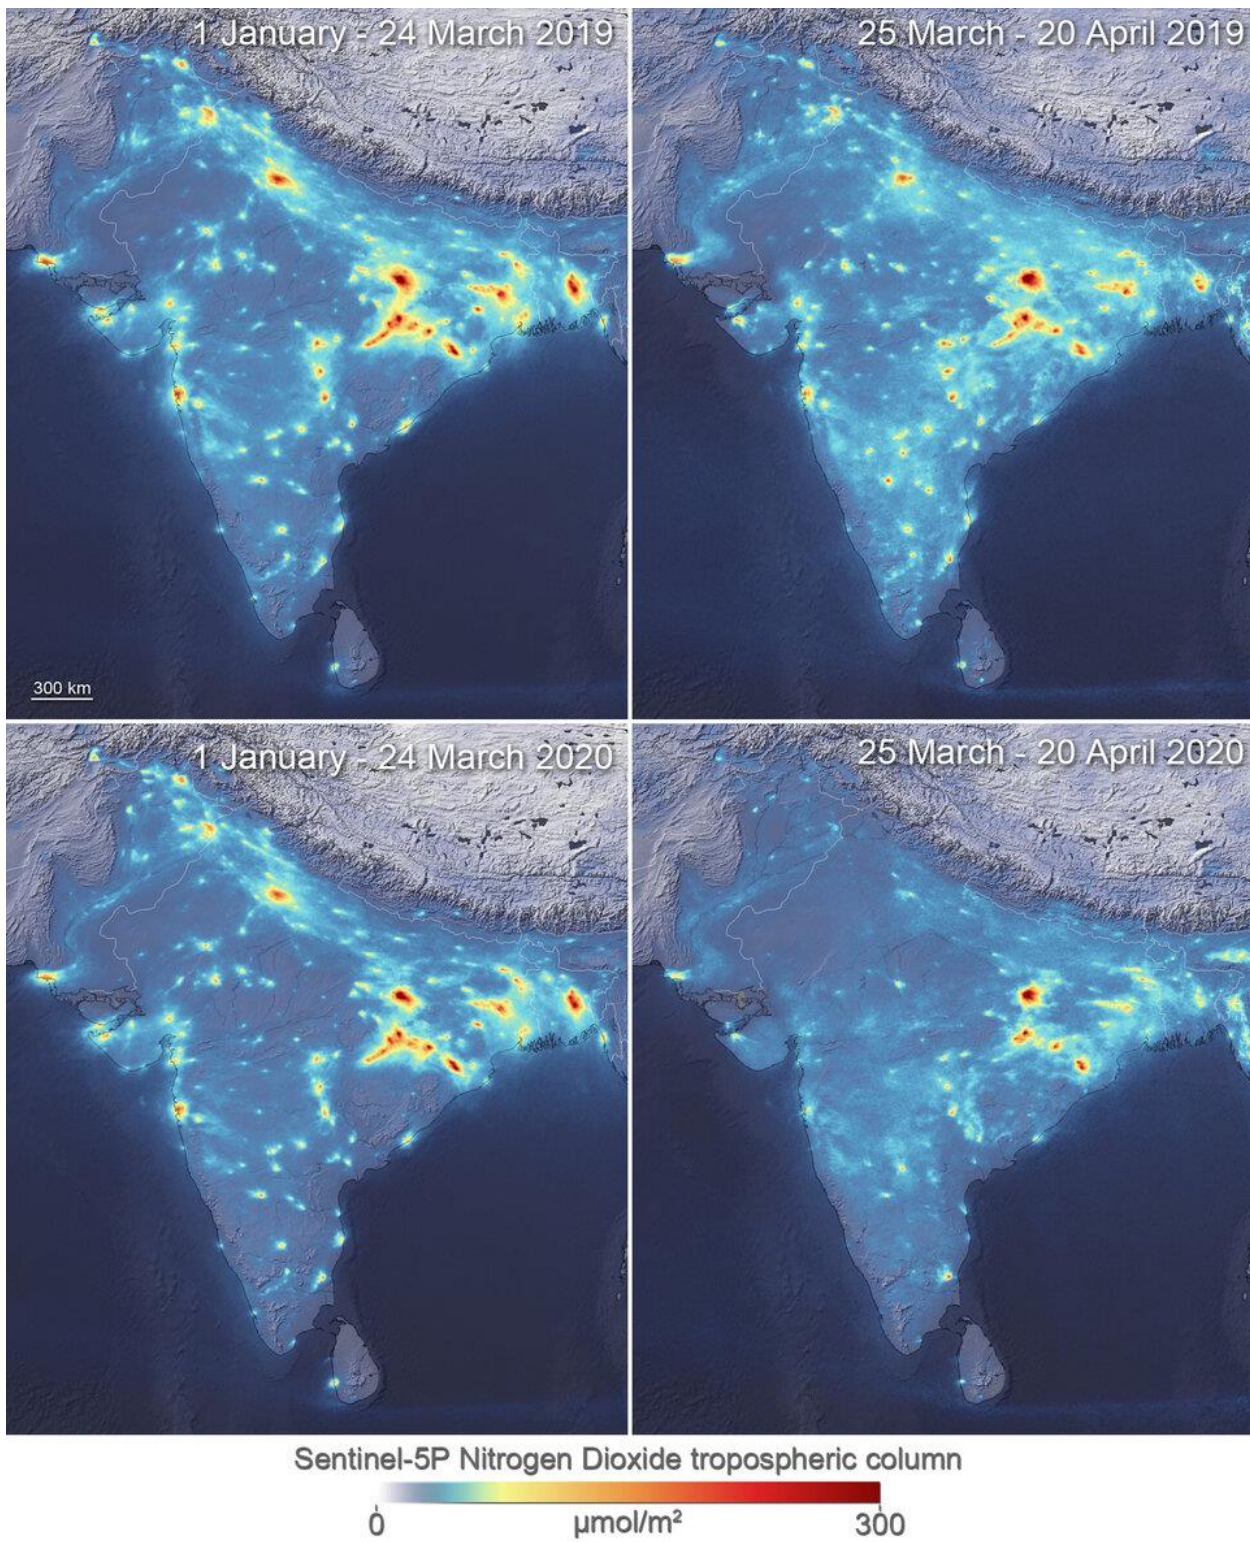 1 January - 24 March 2019
25 March - 20 April 2019
300 km
1 January - 24 March 2020
25 March - 20 April 2020
Sentinel-5P Nitrogen Dioxide tropospheric column
0
µmol/m²
300